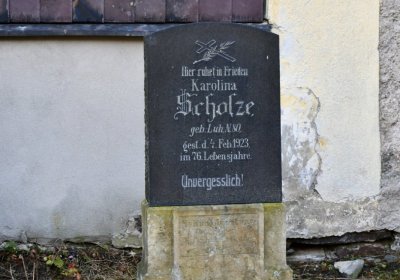 Hier ruhet in Frieden
Karolina
Scholze,
geb. Luh, N. 80,
gest. d. 4. Feb. 1923,
im 76. Lebensjahre.
Unvergesslich!